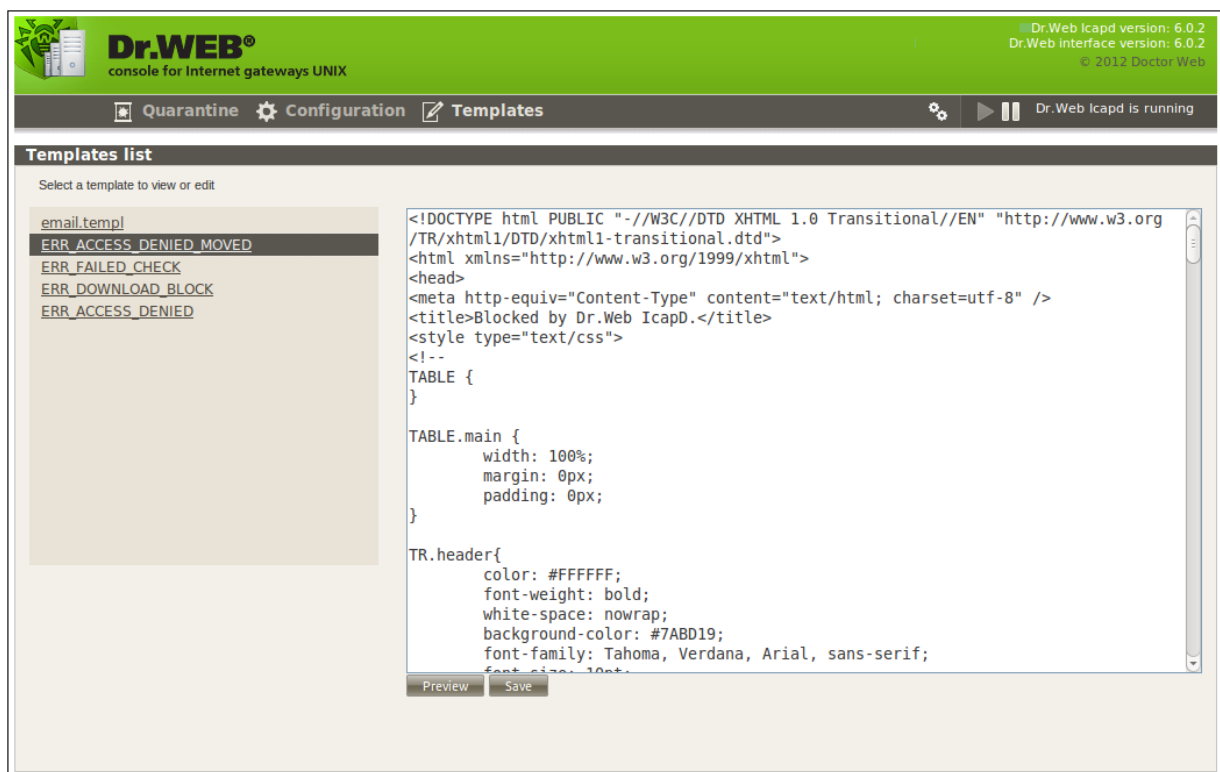 Dr.WEB®
console for Internet gateways UNIX
Dr.Web Icapd version: 6.0.2
Dr.Web interface version: 6.0.2
© 2012 Doctor Web
Quarantine Configuration Templates
Dr.Web Icapd is running
Templates list
Select a template to view or edit
email.templ
ERR_ACCESS_DENIED_MOVED
ERR_FAILED_CHECK
ERR_DOWNLOAD_BLOCK
ERR_ACCESS_DENIED
<!DOCTYPE html PUBLIC "-//W3C//DTD XHTML 1.0 Transitional//EN" "http://www.w3.org
/TR/xhtml1/DTD/xhtml1-transitional.dtd">
<html xmlns="http://www.w3.org/1999/xhtml">
<head>
<meta http-equiv="Content-Type" content="text/html; charset=utf-8" />
<title>Blocked by Dr.Web IcapD.</title>
<style type="text/css">
<!--
TABLE {
}
TABLE.main {
width: 100%;
margin: 0px;
padding: 0px;
}
TR.header{
color: #FFFFFF;
font-weight: bold;
white-space: nowrap;
background-color: #7ABD19;
font-family: Tahoma, Verdana, Arial, sans-serif;
font-size: 10pt;
Preview Save